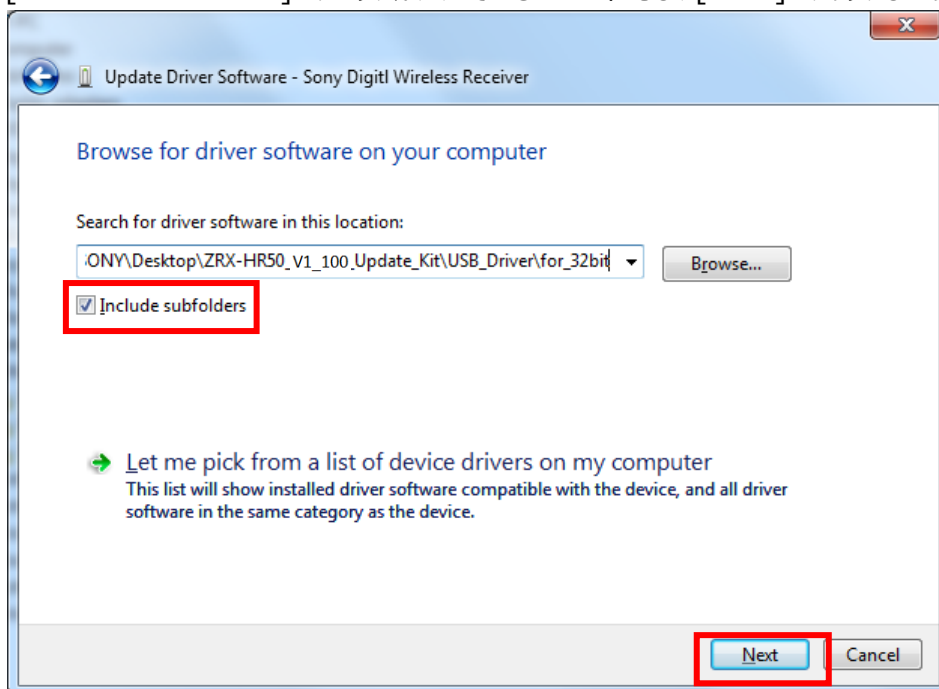 Update Driver Software - Sony Digitl Wireless Receiver
Browse for driver software on your computer
Search for driver software in this location:
ONY\Desktop\ZRX-HR50_V1_100_Update_Kit\USB_Driver\for_32bit
Browse...
Include subfolders
Let me pick from a list of device drivers on my computer
This list will show installed driver software compatible with the device, and all driver
software in the same category as the device.
Next
Cancel